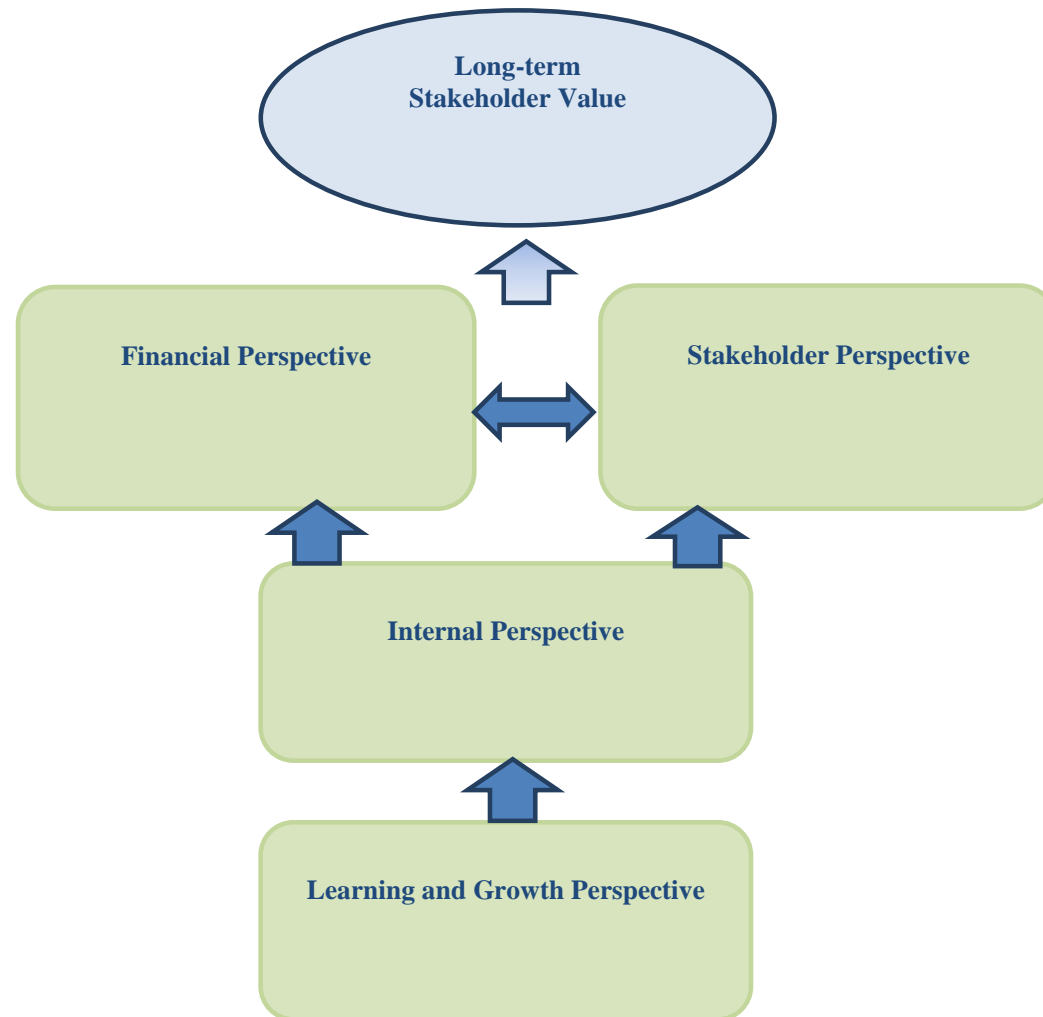 Long-term
Stakeholder Value
Financial Perspective
Stakeholder Perspective
Internal Perspective
Learning and Growth Perspective